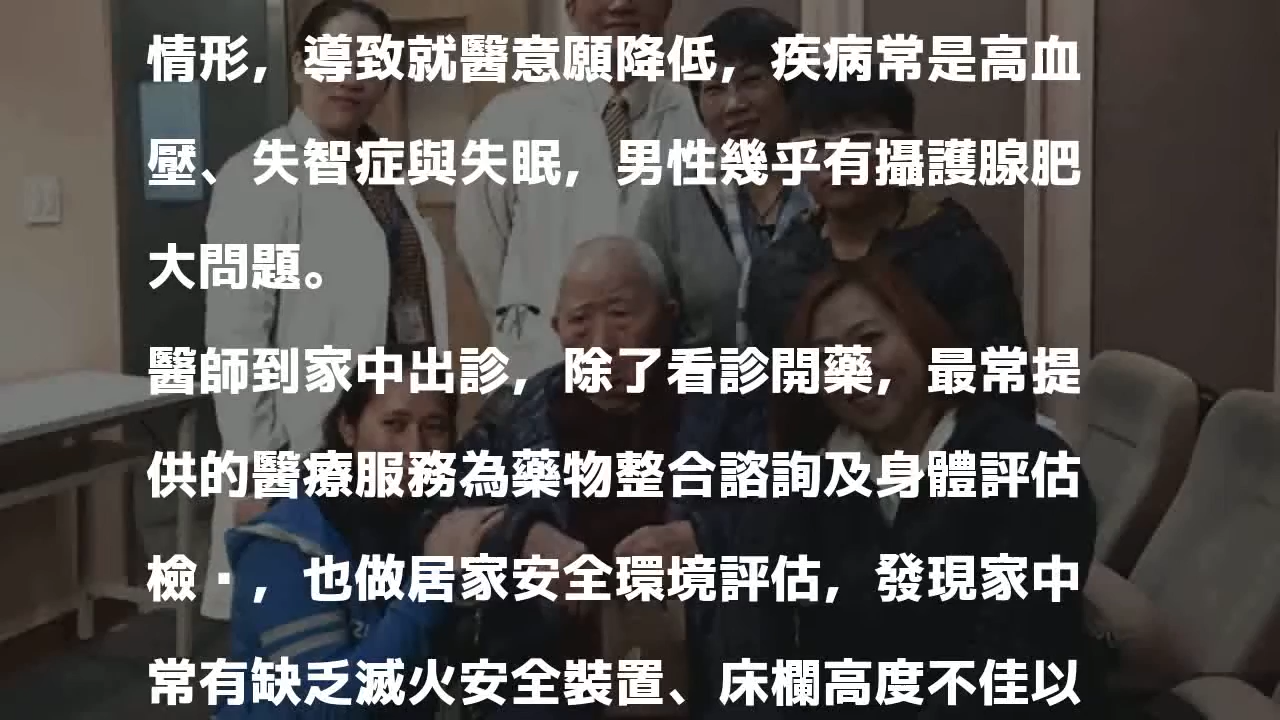 情形，導致就醫意願降低，疾病常是高血
壓、失智症與失眠，男性幾乎有攝護腺肥
大問題。
醫師到家中出診，除了看診開藥，最常提
供的醫療服務為藥物整合諮詢及身體評估
檢▪，也做居家安全環境評估，發現家中
常有缺乏滅火安全裝置、床欄高度不佳以